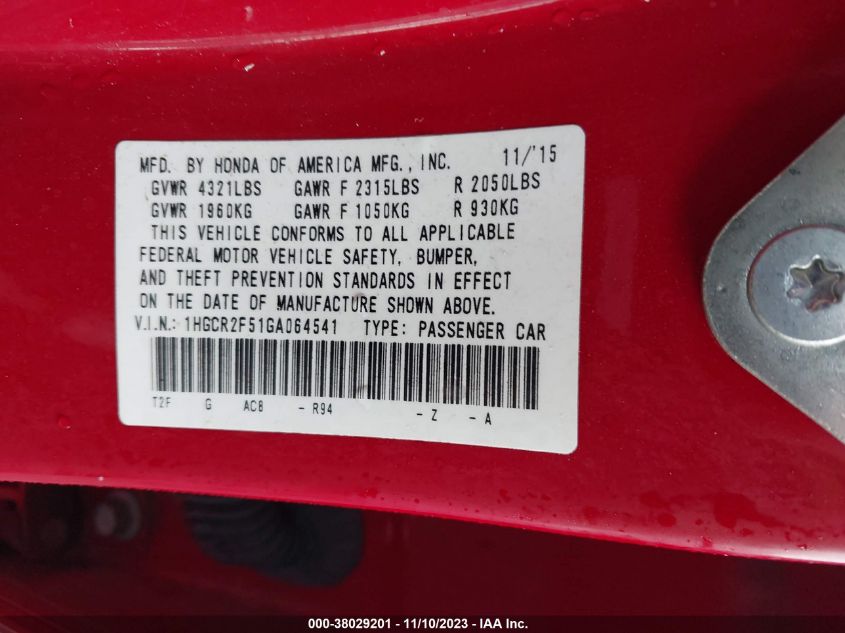 MFD. BY HONDA OF AMERICA MFG., INC. 11/'15
GVWR 4321LBS GAWR F 2315LBS R 2050LBS
GVWR 1960KG GAWR F 1050KG R 930KG
THIS VEHICLE CONFORMS TO ALL APPLICABLE
FEDERAL MOTOR VEHICLE SAFETY, BUMPER,
AND THEFT PREVENTION STANDARDS IN EFFECT
ON THE DATE OF MANUFACTURE SHOWN ABOVE.
V.I.N.: 1HGCR2F51GA064541 TYPE: PASSENGER CAR
T2F G AC8 - R94 - Z - A
000-38029201 - 11/10/2023 - IAA Inc.